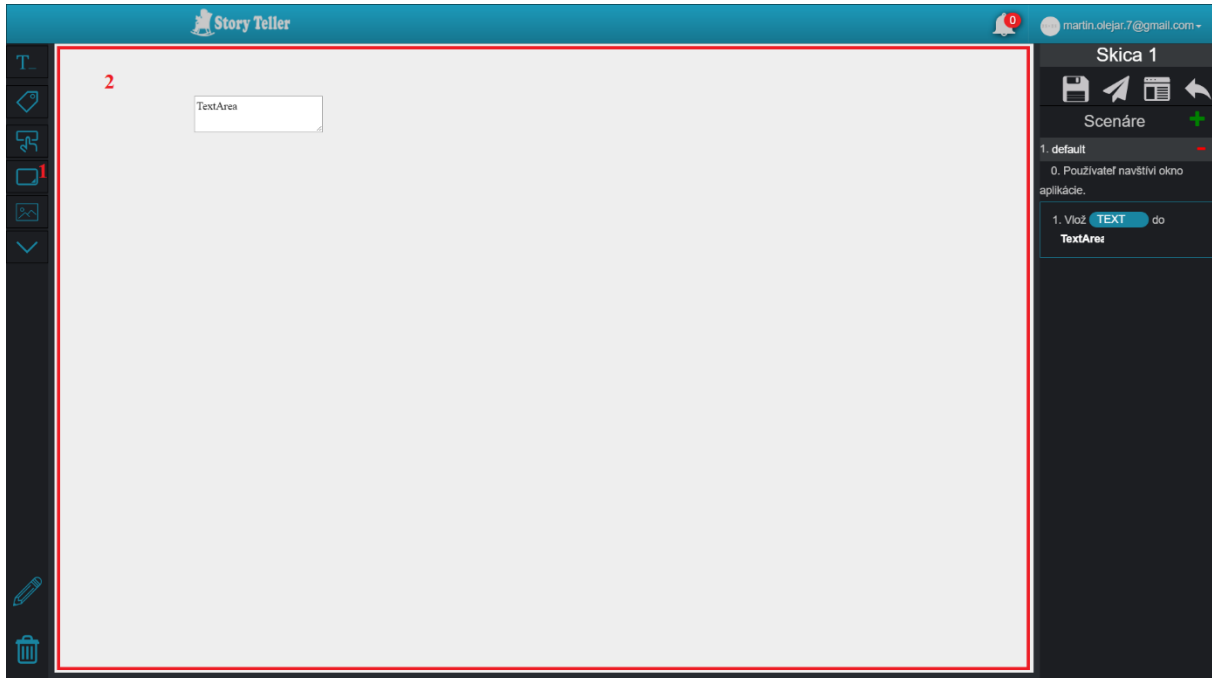 Story Teller
0
martin.olejar.7@gmail.com
T_
1
2
TextArea
Skica 1
Scenáre
1. default
0. Používateľ navštívi okno
aplikácie.
1. Vlož TEXT do
TextArea